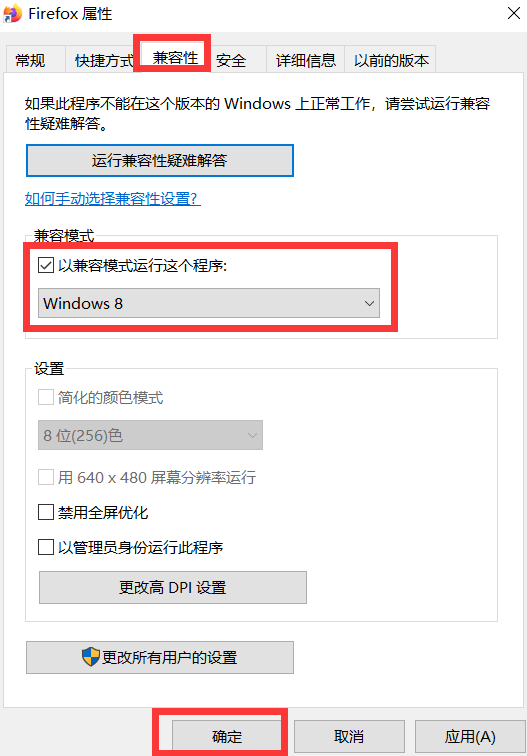 Firefox 属性
常规
快捷方式
兼容性
安全
详细信息
以前的版本
如果此程序不能在这个版本的 Windows 上正常工作，请尝试运行兼容
性疑难解答。
运行兼容性疑难解答
如何手动选择兼容性设置?
兼容模式
以兼容模式运行这个程序:
Windows 8
设置
简化的颜色模式
8 位(256)色
用 640 x 480 屏幕分辨率运行
禁用全屏优化
以管理员身份运行此程序
更改高 DPI 设置
更改所有用户的设置
确定
取消
应用(A)